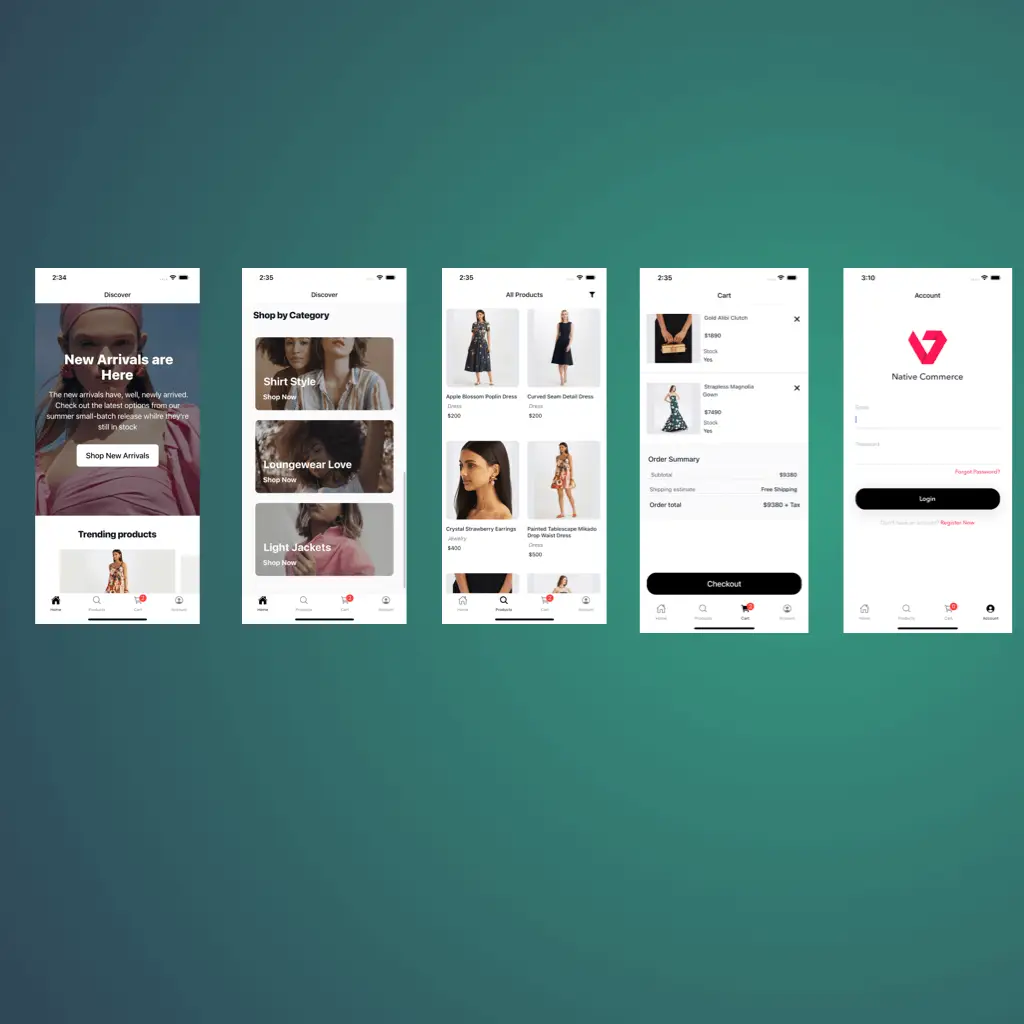 2:34
Discover
New Arrivals are
Here
The new arrivals have, well, newly arrived.
Check out the latest options from our
summer small-batch release while they're
still in stock
Shop New Arrivals
Trending products
2
Home
Products
Cart
Account
2:35
Discover
Shop by Category
Shirt Style
Shop Now
Loungewear Love
Shop Now
Light Jackets
Shop Now
2
Home
Products
Cart
Account
2:35
All Products
Apple Blossom Poplin Dress
Dress
$200
Curved Seam Detail Dress
Dress
$200
Crystal Strawberry Earrings
Jewelry
$400
Painted Tablescape Mikado
Drop Waist Dress
Dress
$500
2
Home
Products
Cart
Account
2:35
Cart
Gold Alibi Clutch
$1890
Stock
Yes
Strapless Magnolia
Gown
$7490
Stock
Yes
Order Summary
Subtotal $9380
Shipping estimate Free Shipping
Order total $9380 + Tax
Checkout
Home
Products
Cart
Account
3:10
Account
Native Commerce
Email
Password
Forgot Password?
Login
Don't have an account? Register Now
Home
Products
Cart
Account